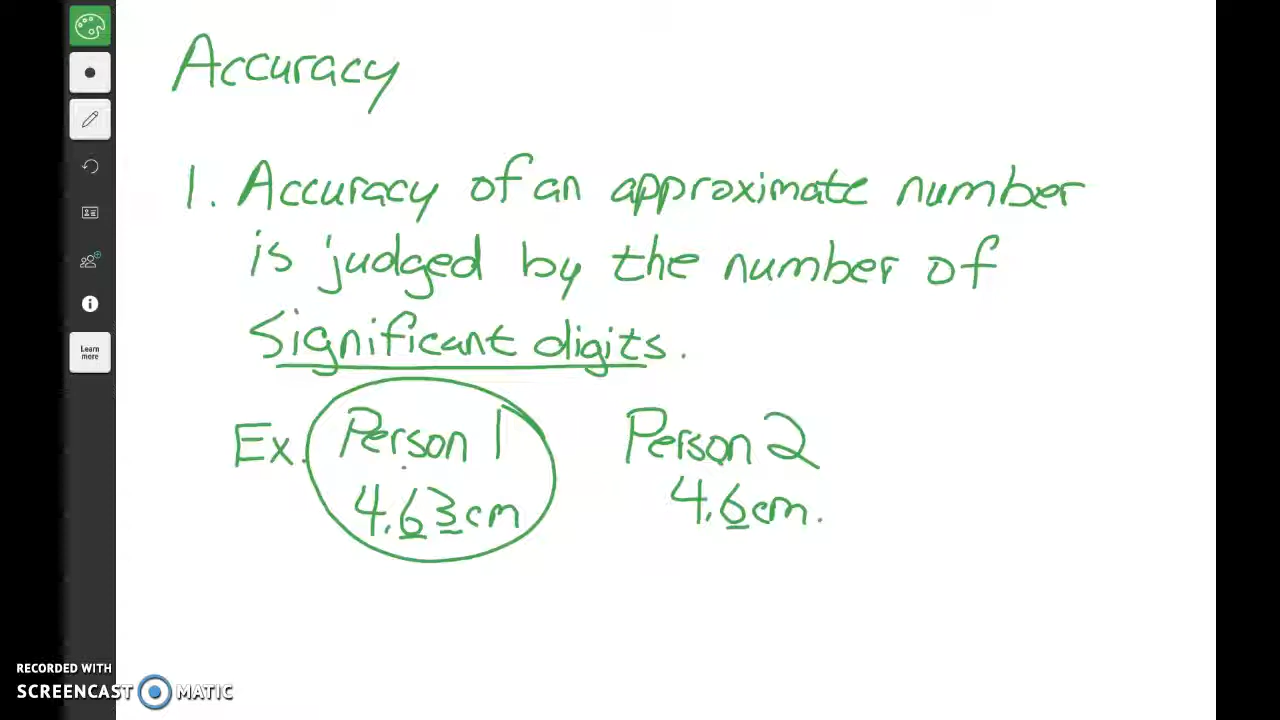 Accuracy
1. Accuracy of an approximate number
is judged by the number of
significant digits.
Ex. Person 1 Person 2
4.63cm 4.6cm.
Learn
more
RECORDED WITH
SCREENCAST MATIC